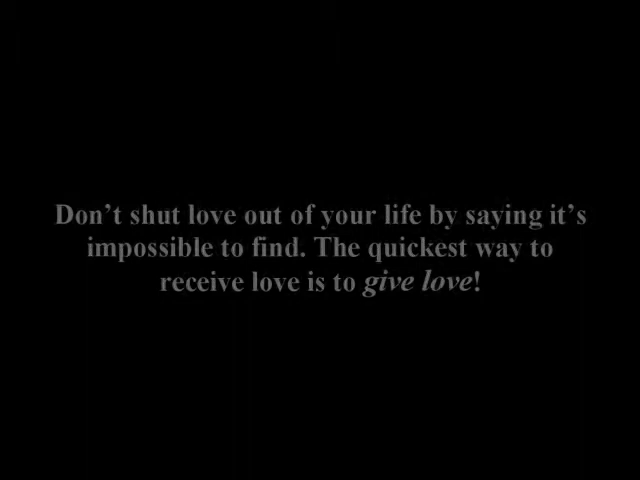 Don’t shut love out of your life by saying it’s
impossible to find. The quickest way to
receive love is to give love!